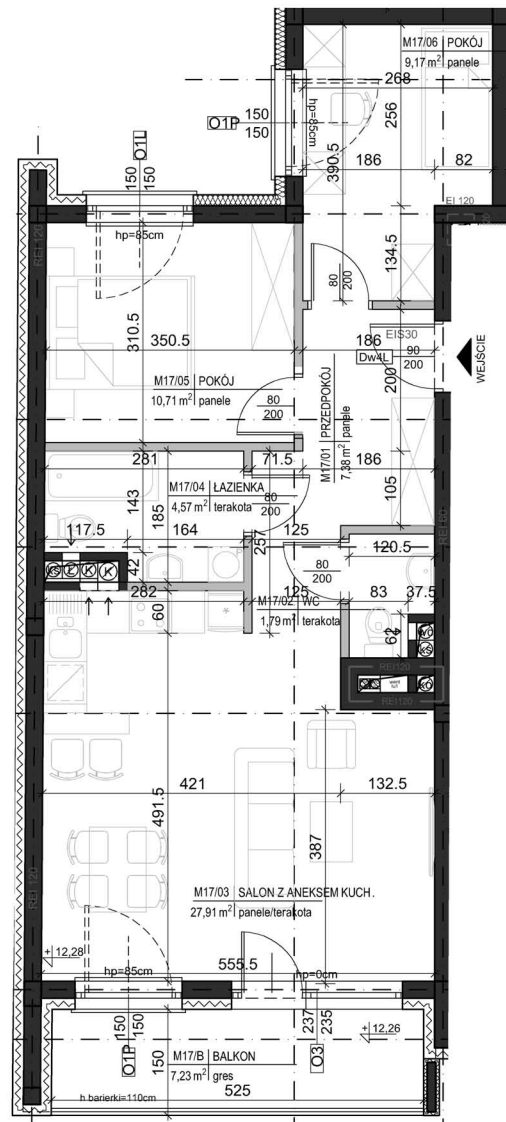 M17/06 POKÓJ
9,17 m² panele
268
O1P
150
150
hp=85cm
256
390.5
186
82
O1L
150
150
EI 120
hp=85cm
REI 120
134.5
80
200
310.5
350.5
186
EIS30
Dw4L
90
200
200
WEJŚCIE
M17/05 POKÓJ
10,71 m² panele
80
200
M17/01 PRZEDPOKÓJ
7,38 m² panele
281
71.5
186
M17/04 ŁAZIENKA
4,57 m² terakota
143
185
80
200
105
117.5
164
125
257
REI 60
120.5
42
80
200
KS
Ł
K
K
282
60
125
83
37.5
M17/02 WC
1,79 m² terakota
62
WC
KS
REI120
KO
REI120
421
132.5
491.5
387
M17/03 SALON Z ANEKSEM KUCH.
27,91 m² panele/terakota
REI 120
+12,28
hp=85cm
555.5
hp=0cm
150
150
O1P
237
235
O3
+12,26
150
M17/B BALKON
7,23 m² gres
h barierki=110cm
525